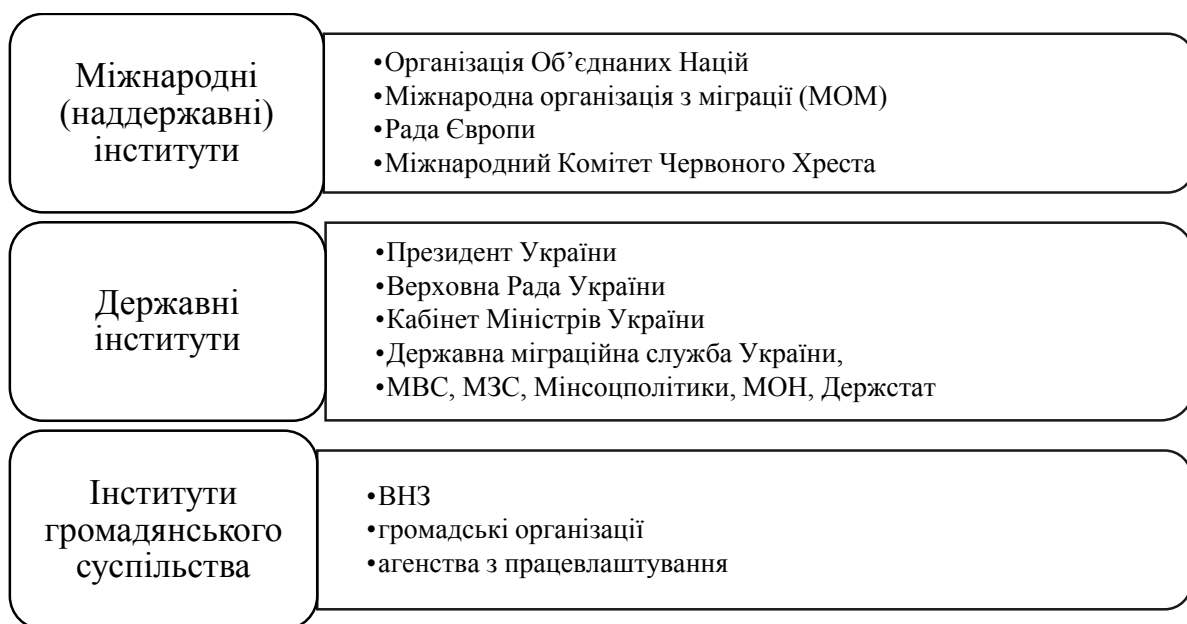 Міжнародні
(наддержавні)
інститути
•Організація Об’єднаних Націй
•Міжнародна організація з міграції (МОМ)
•Рада Європи
•Міжнародний Комітет Червоного Хреста
Державні
інститути
•Президент України
•Верховна Рада України
•Кабінет Міністрів України
•Державна міграційна служба України,
•МВС, МЗС, Мінсоцполітики, МОН, Держстат
Інститути
громадянського
суспільства
•ВНЗ
•громадські організації
•агенства з працевлаштування